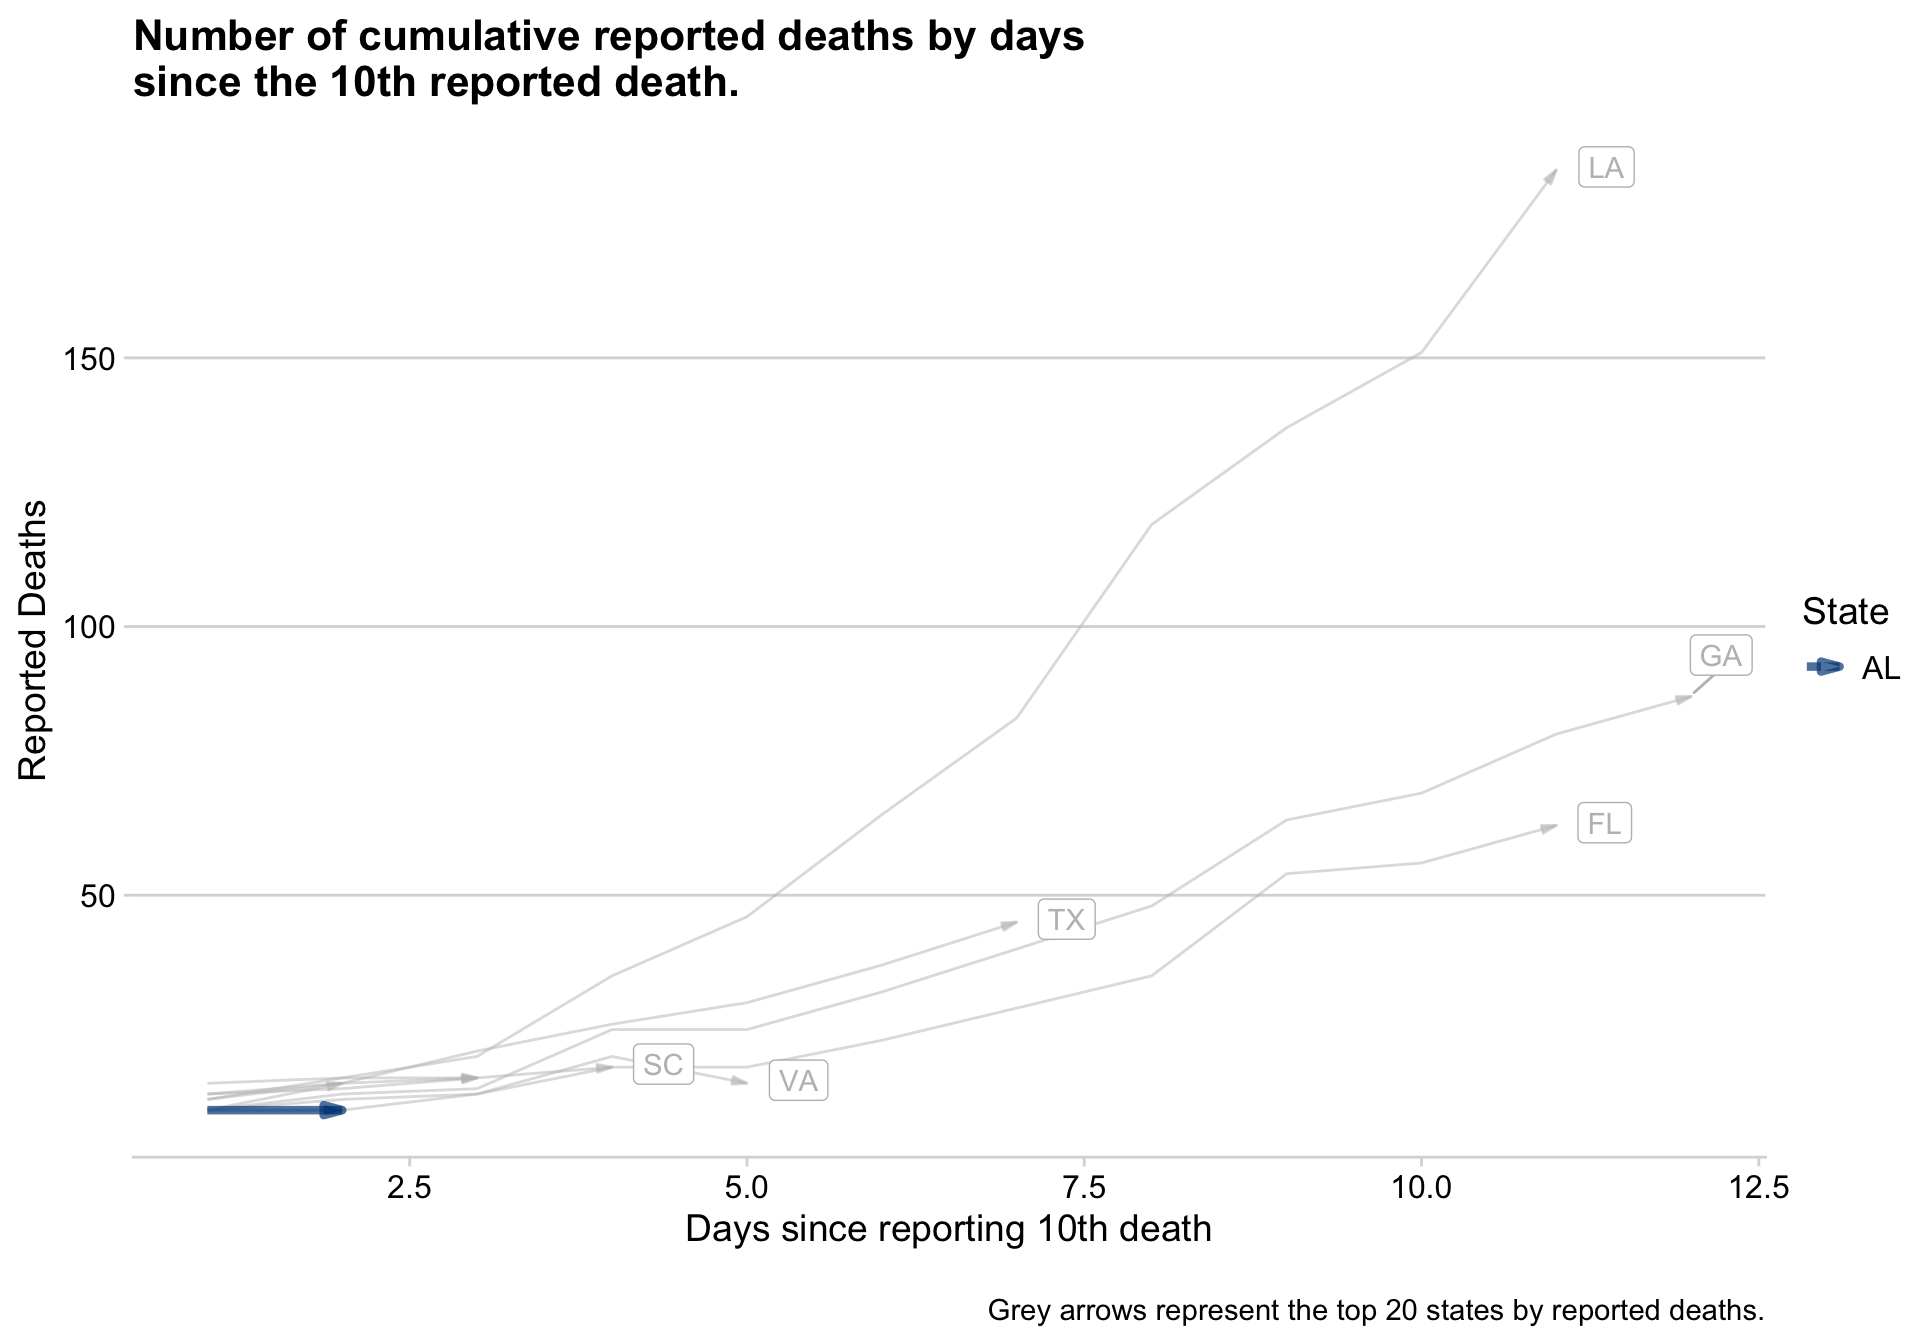 Number of cumulative reported deaths by days
since the 10th reported death.
LA
150
Reported Deaths
100
State
GA
AL
FL
50
TX
SC
VA
2.5
5.0
7.5
10.0
12.5
Days since reporting 10th death
Grey arrows represent the top 20 states by reported deaths.